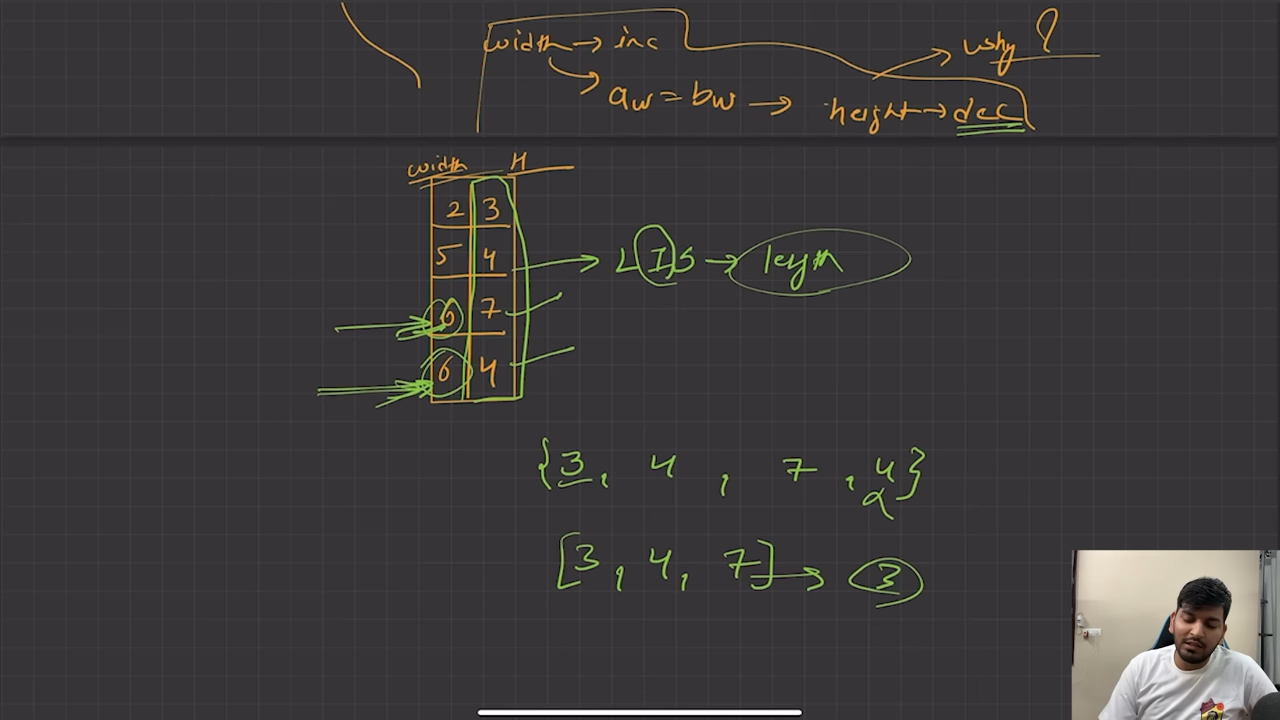 width → inc
why ?
aw = bw → height → dec
width H
2 3
5 4
6 7
6 4
LIS → length
{3, 4, 7, 4}
[3, 4, 7] → 3